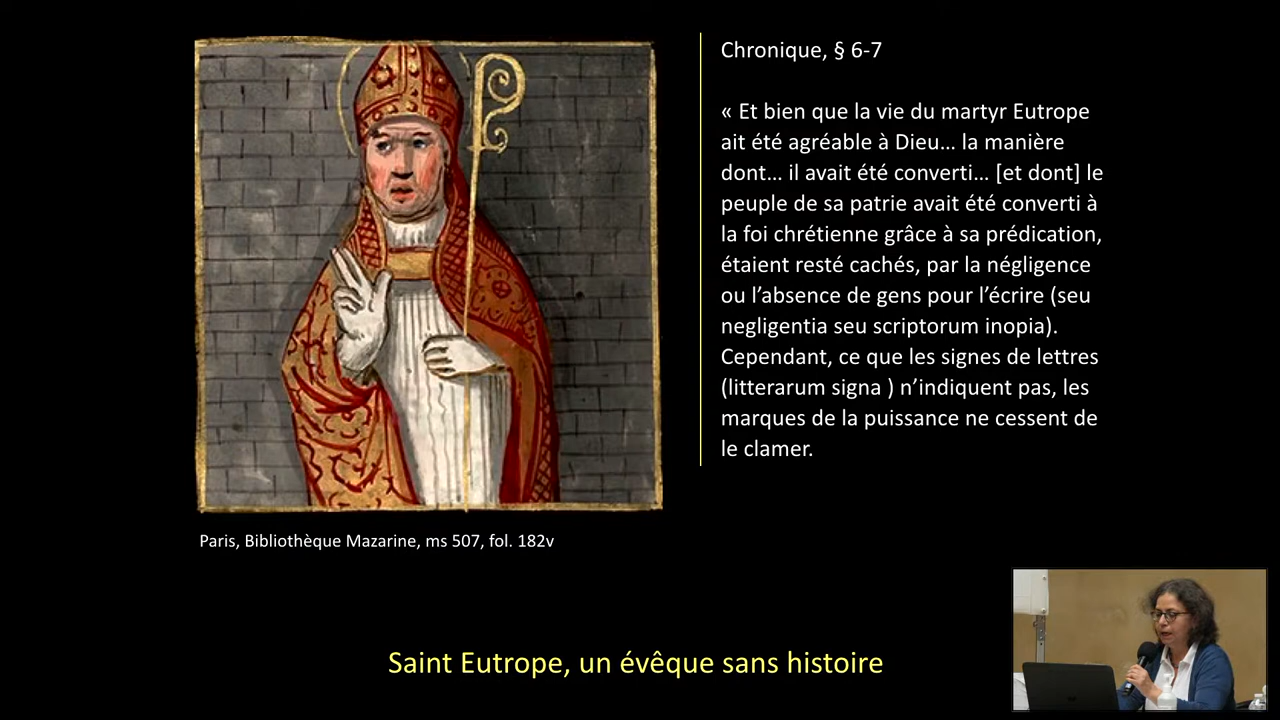 Chronique, § 6-7
« Et bien que la vie du martyr Eutrope
ait été agréable à Dieu... la manière
dont... il avait été converti... [et dont] le
peuple de sa patrie avait été converti à
la foi chrétienne grâce à sa prédication,
étaient resté cachés, par la négligence
ou l’absence de gens pour l’écrire (seu
negligentia seu scriptorum inopia).
Cependant, ce que les signes de lettres
(litterarum signa ) n’indiquent pas, les
marques de la puissance ne cessent de
le clamer.
Paris, Bibliothèque Mazarine, ms 507, fol. 182v
Saint Eutrope, un évêque sans histoire